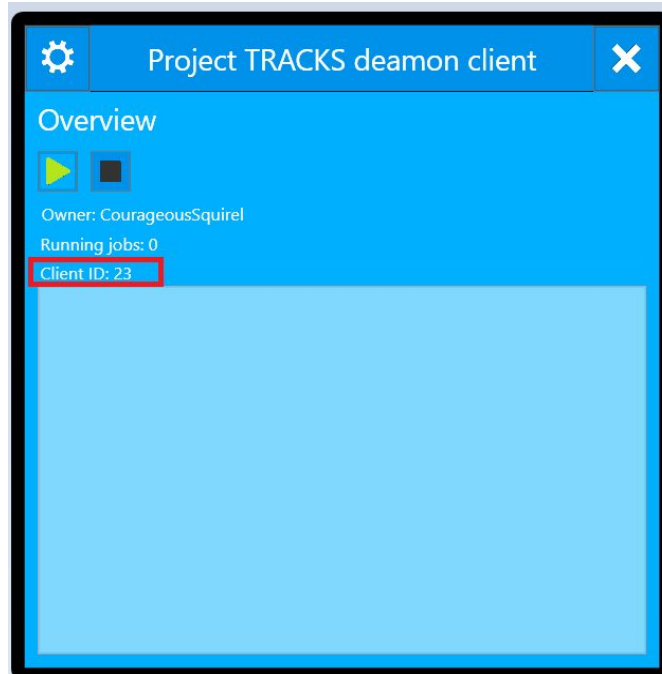 Project TRACKS deamon client
Overview
Owner: CourageousSquirel
Running jobs: 0
Client ID: 23